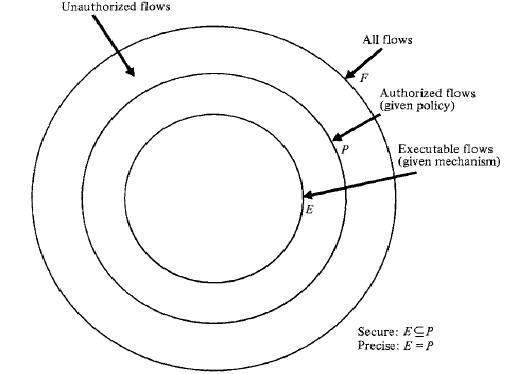 Unauthorized flows
All flows
F
Authorized flows
(given policy)
P
Executable flows
(given mechanism)
E
Secure: E⊆P
Precise: E = P